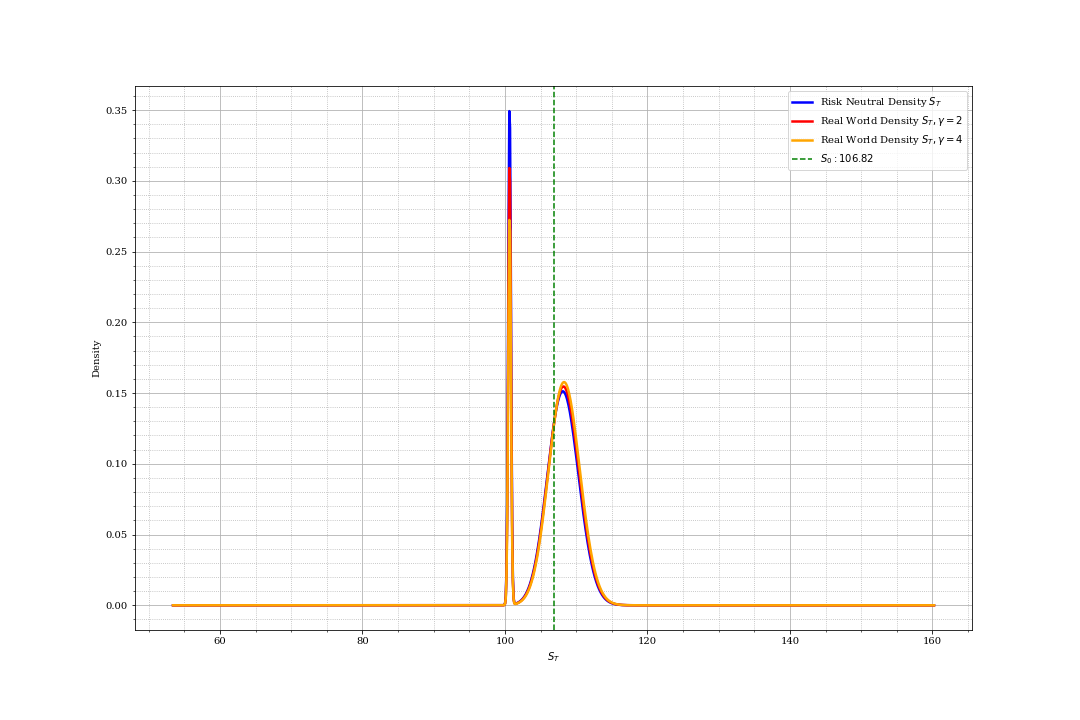 0.35
0.30
0.25
0.20
0.15
0.10
0.05
0.00
Density
60 80 100 120 140 160
S_T
Risk Neutral Density S_T
Real World Density S_T, γ = 2
Real World Density S_T, γ = 4
S_0 : 106.82